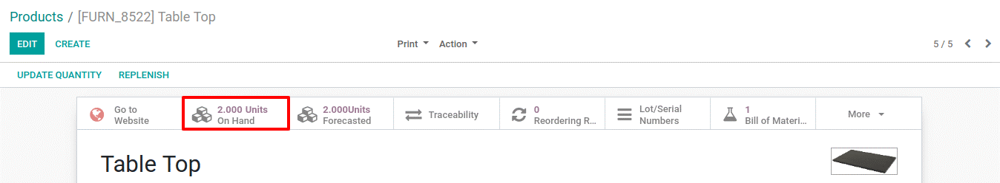 Products / [FURN_8522] Table Top
EDIT CREATE Print Action 5 / 5
UPDATE QUANTITY REPLENISH
Go to
Website
2.000 Units
On Hand
2.000Units
Forecasted
Traceability
0
Reordering R...
Lot/Serial
Numbers
1
Bill of Materi...
More
Table Top